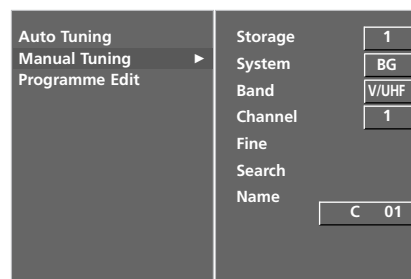 Auto Tuning
Manual Tuning ►
Programme Edit
Storage 1
System BG
Band V/UHF
Channel 1
Fine
Search
Name
C 01